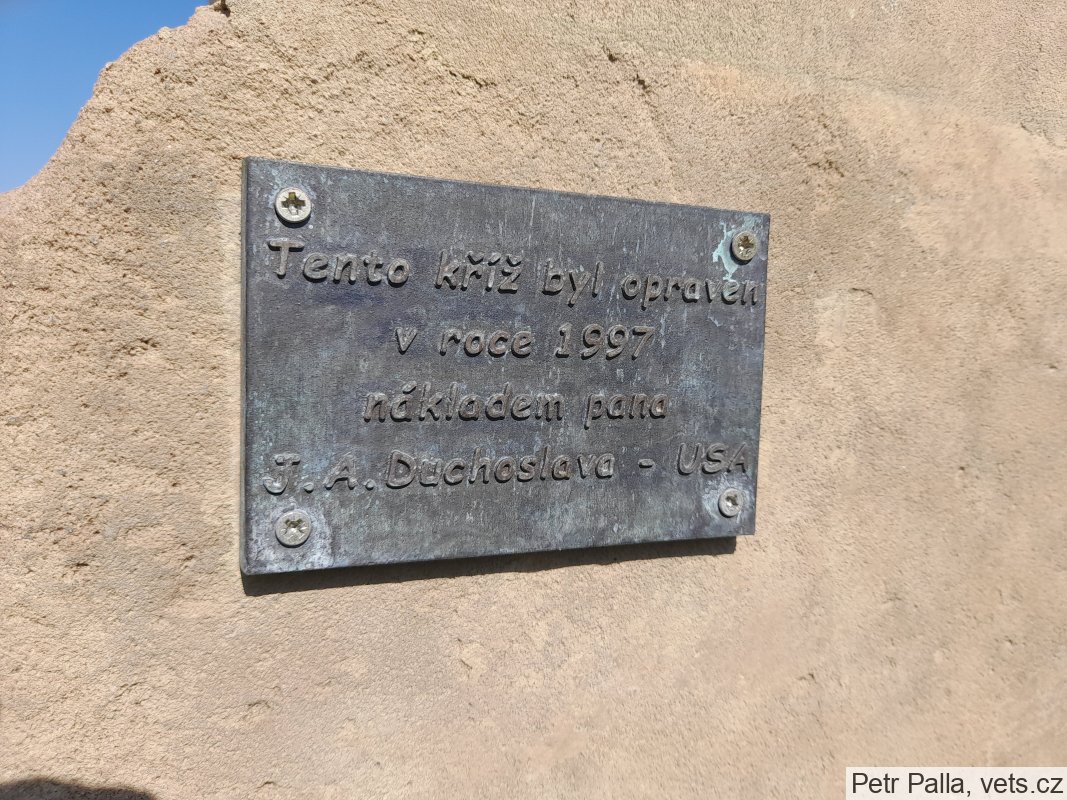 Tento kříž byl opraven
v roce 1997
nákladem pana
J.A.Duchoslava - USA
Petr Palla, vets.cz